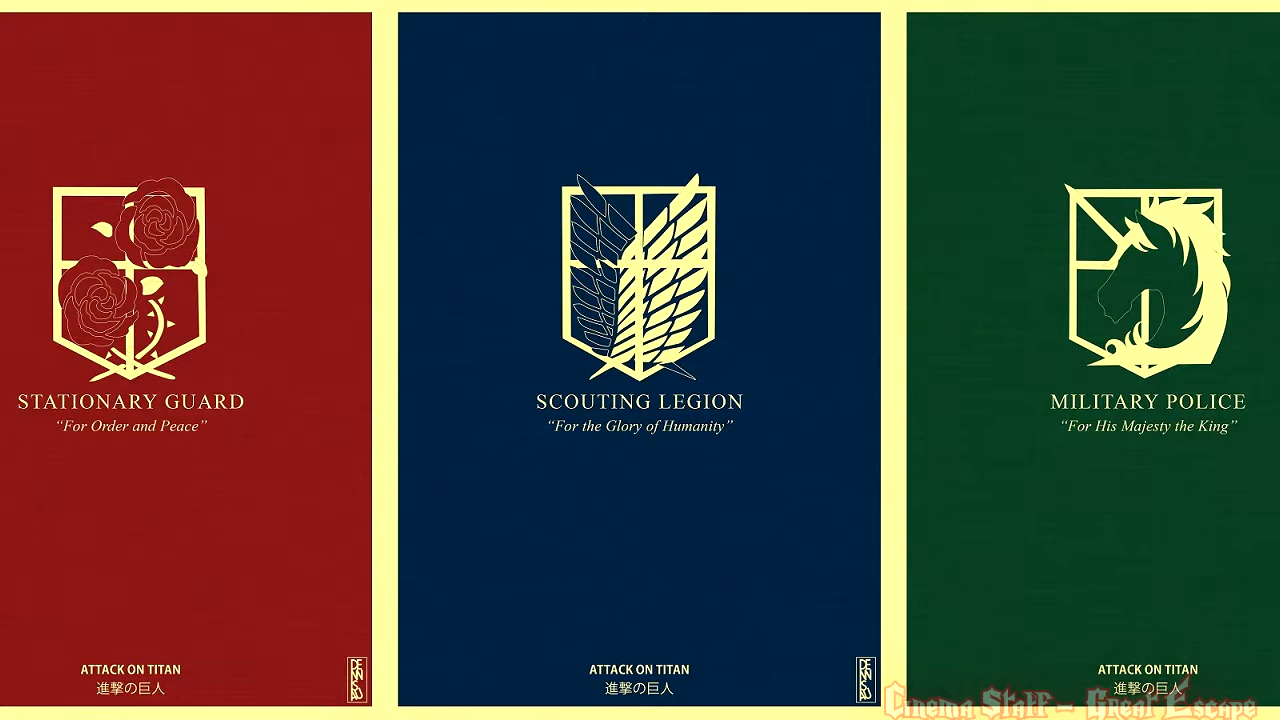 STATIONARY GUARD
“For Order and Peace”
ATTACK ON TITAN
進撃の巨人
SCOUTING LEGION
“For the Glory of Humanity”
ATTACK ON TITAN
進撃の巨人
MILITARY POLICE
“For His Majesty the King”
ATTACK ON TITAN
進撃の巨人
Cinema Staff – Great Escape